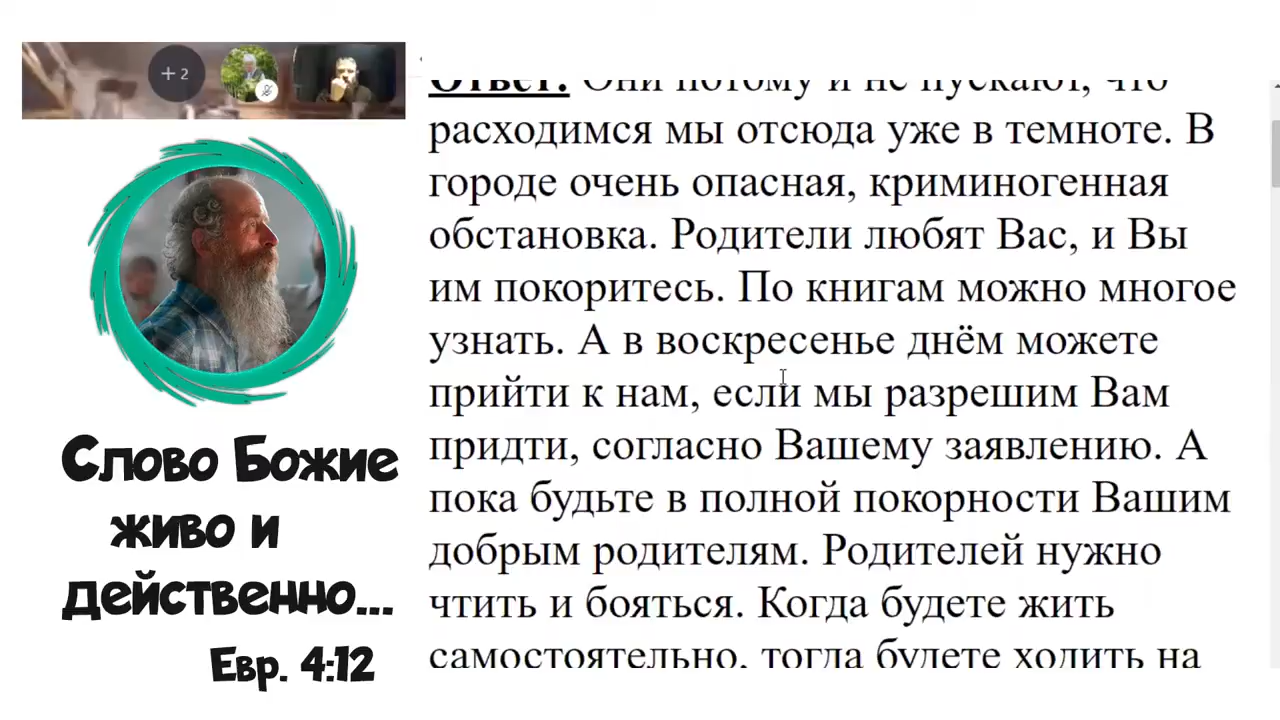 +2
Слово Божие
живо и
действенно...
Евр. 4:12
Ответ: Они потому и не пускают, что
расходимся мы отсюда уже в темноте. В
городе очень опасная, криминогенная
обстановка. Родители любят Вас, и Вы
им покоритесь. По книгам можно многое
узнать. А в воскресенье днём можете
прийти к нам, если мы разрешим Вам
придти, согласно Вашему заявлению. А
пока будьте в полной покорности Вашим
добрым родителям. Родителей нужно
чтить и бояться. Когда будете жить
самостоятельно, тогда будете ходить на